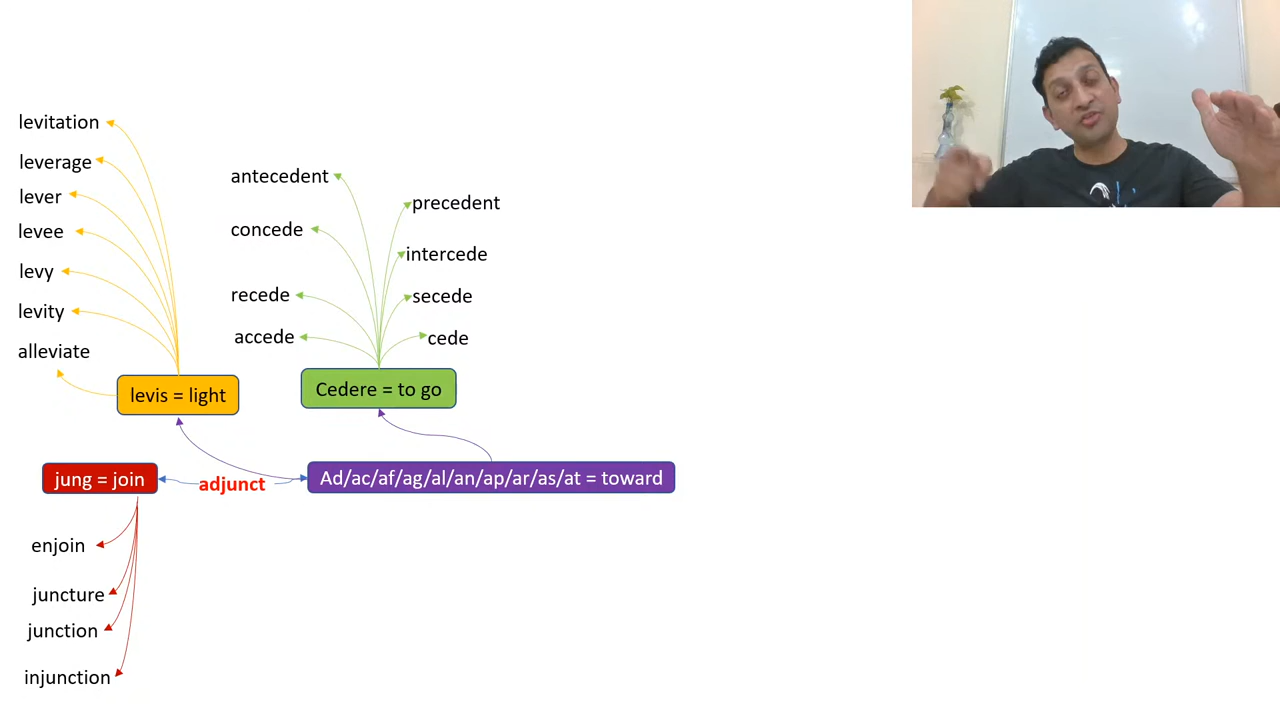 levitation
leverage
lever
levee
levy
levity
alleviate
levis = light
antecedent
concede
recede
accede
precedent
intercede
secede
cede
Cedere = to go
jung = join
adjunct
Ad/ac/af/ag/al/an/ap/ar/as/at = toward
enjoin
juncture
junction
injunction